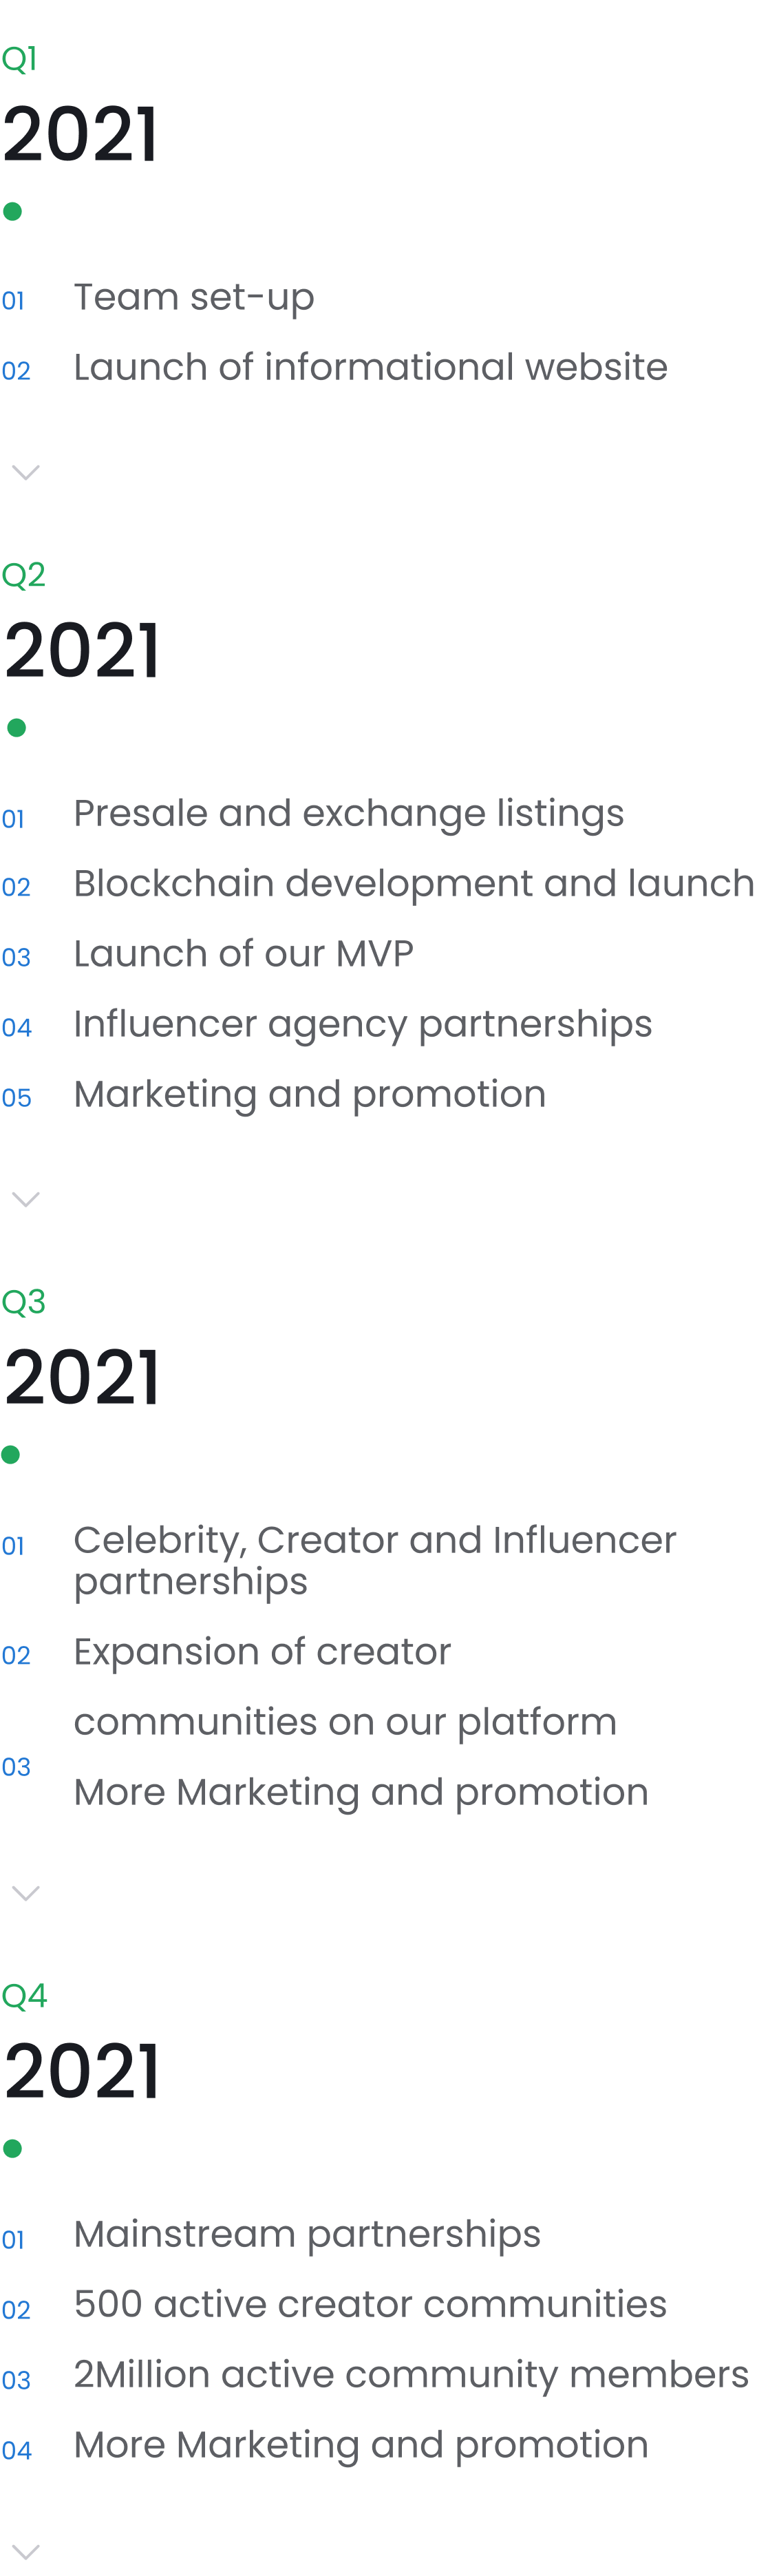 Q1
2021
01 Team set-up
02 Launch of informational website
Q2
2021
01 Presale and exchange listings
02 Blockchain development and launch
03 Launch of our MVP
04 Influencer agency partnerships
05 Marketing and promotion
Q3
2021
01 Celebrity, Creator and Influencer
partnerships
02 Expansion of creator
communities on our platform
03 More Marketing and promotion
Q4
2021
01 Mainstream partnerships
02 500 active creator communities
03 2Million active community members
04 More Marketing and promotion